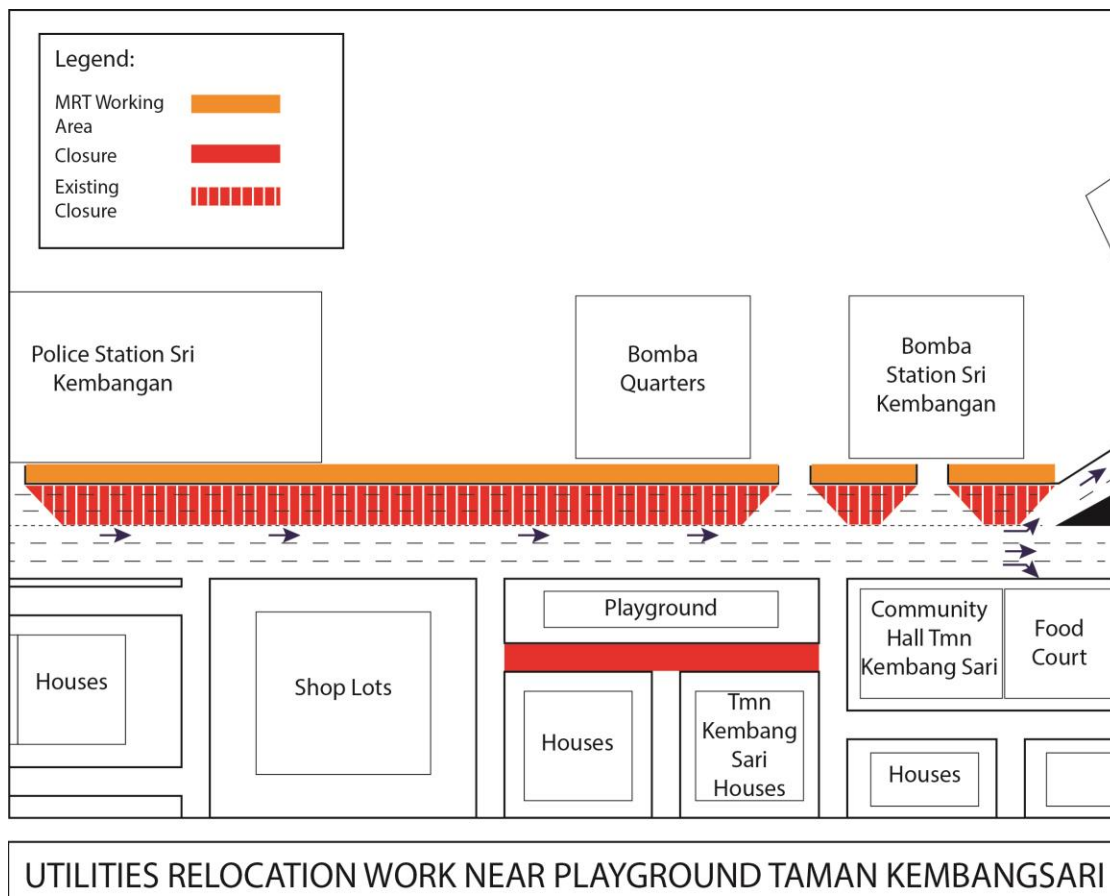 Legend:
MRT Working
Area
Closure
Existing
Closure
Police Station Sri
Kembangan
Bomba
Quarters
Bomba
Station Sri
Kembangan
Playground
Community
Hall Tmn
Kembang Sari
Food
Court
Houses
Shop Lots
Houses
Tmn
Kembang
Sari
Houses
Houses
UTILITIES RELOCATION WORK NEAR PLAYGROUND TAMAN KEMBANGSARI